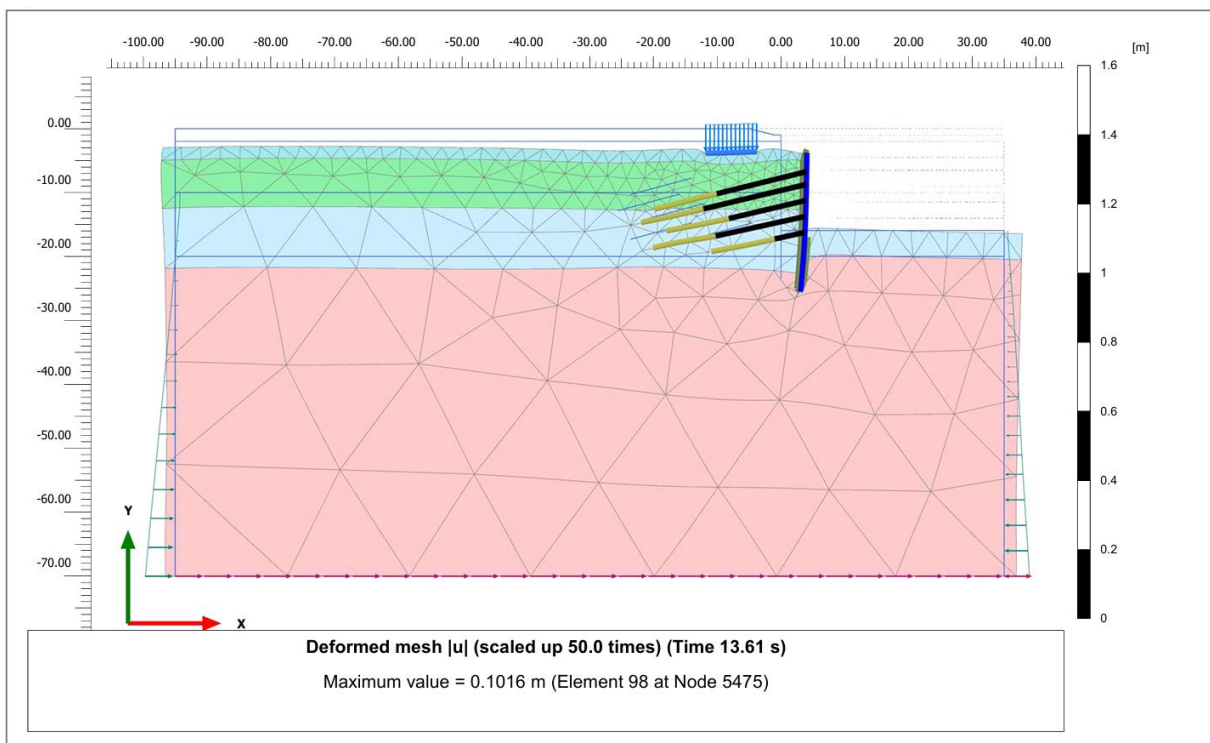 -100.00 -90.00 -80.00 -70.00 -60.00 -50.00 -40.00 -30.00 -20.00 -10.00 0.00 10.00 20.00 30.00 40.00
[m]
1.6
0.00
1.4
-10.00
1.2
-20.00
1
-30.00
0.8
-40.00
0.6
-50.00
0.4
-60.00
Y
0.2
-70.00
0
X
Deformed mesh |u| (scaled up 50.0 times) (Time 13.61 s)
Maximum value = 0.1016 m (Element 98 at Node 5475)